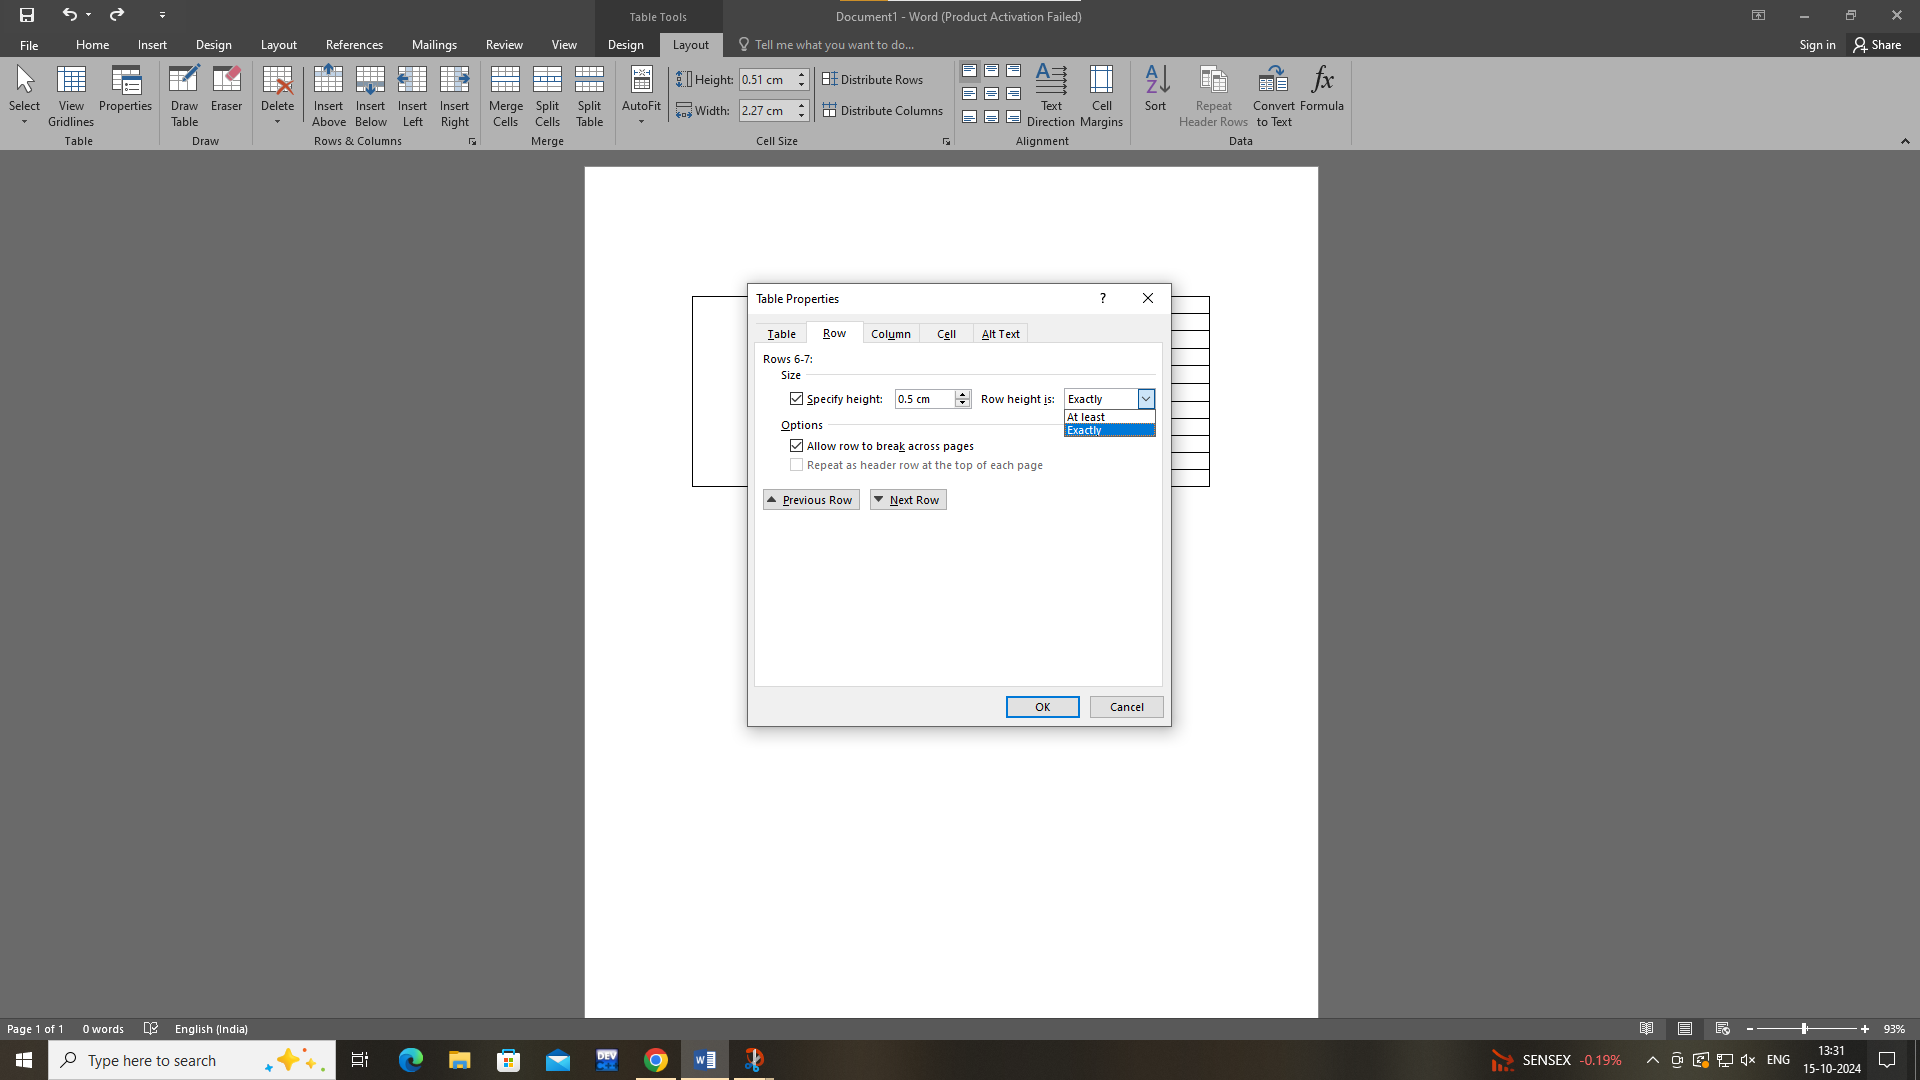 Table Tools
Document1 - Word (Product Activation Failed)
File Home Insert Design Layout References Mailings Review View Design Layout Tell me what you want to do... Sign in Share
Select View Gridlines Properties
Table
Draw Table Eraser
Draw
Delete Insert Above Insert Below Insert Left Insert Right
Rows & Columns
Merge Cells Split Cells Split Table
Merge
AutoFit
Height: 0.51 cm Distribute Rows
Width: 2.27 cm Distribute Columns
Cell Size
Text Direction Cell Margins
Alignment
Sort Repeat Header Rows Convert to Text Formula
Data
Table Properties ?
Table Row Column Cell Alt Text
Rows 6-7:
Size
Specify height: 0.5 cm Row height is: Exactly
At least
Exactly
Options
Allow row to break across pages
Repeat as header row at the top of each page
Previous Row Next Row
OK Cancel
Page 1 of 1 0 words English (India) 93%
Type here to search
DEV
SENSEX -0.19%
ENG
13:31
15-10-2024